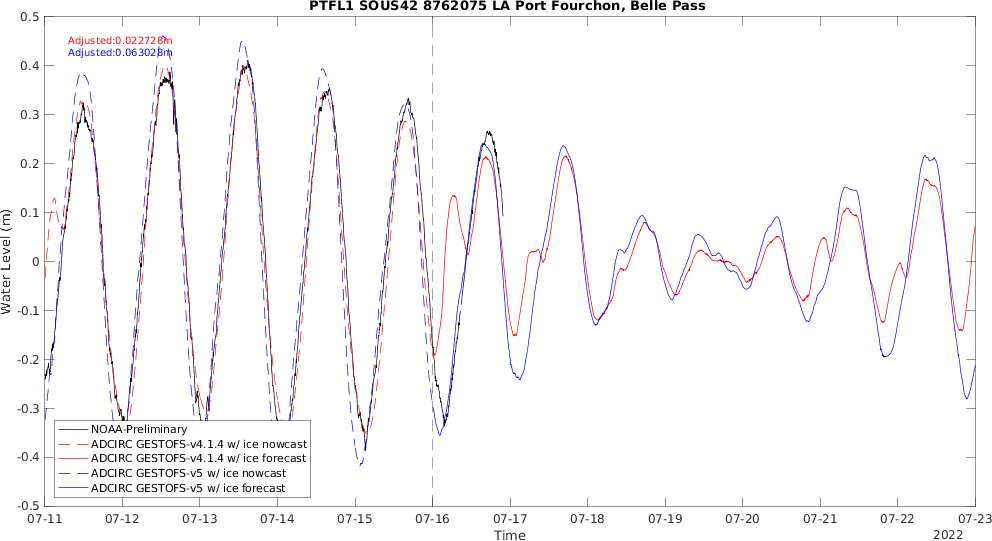 PTFL1 SOUS42 8762075 LA Port Fourchon, Belle Pass
Adjusted:0.022728m
Adjusted:0.063028m
Water Level (m)
0.5
0.4
0.3
0.2
0.1
0
-0.1
-0.2
-0.3
-0.4
-0.5
NOAA-Preliminary
ADCIRC GESTOFS-v4.1.4 w/ ice nowcast
ADCIRC GESTOFS-v4.1.4 w/ ice forecast
ADCIRC GESTOFS-v5 w/ ice nowcast
ADCIRC GESTOFS-v5 w/ ice forecast
07-11 07-12 07-13 07-14 07-15 07-16 07-17 07-18 07-19 07-20 07-21 07-22 07-23
Time
2022